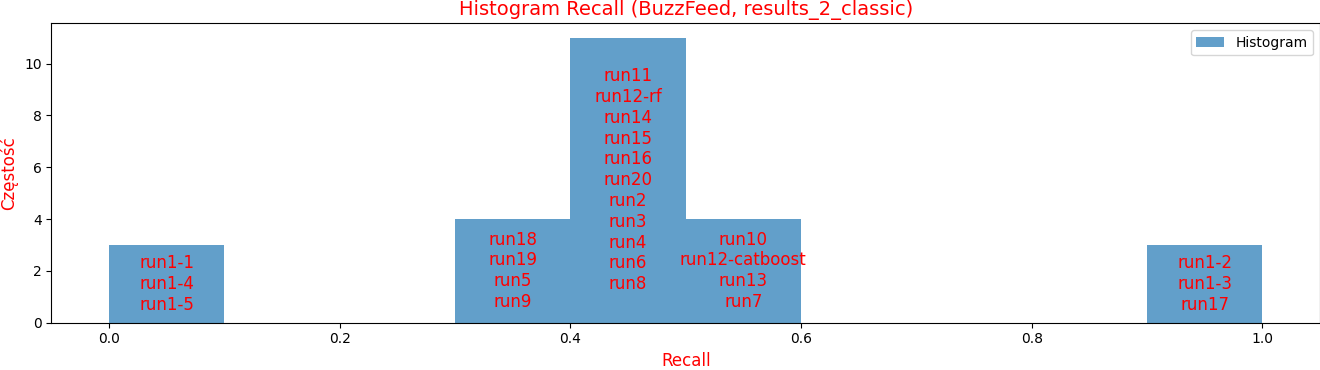 Histogram Recall (BuzzFeed, results_2_classic)
Histogram
Częstość
10
8
6
4
2
0
run1-1
run1-4
run1-5
run18
run19
run5
run9
run11
run12-rf
run14
run15
run16
run20
run2
run3
run4
run6
run8
run10
run12-catboost
run13
run7
run1-2
run1-3
run17
0.0 0.2 0.4 0.6 0.8 1.0
Recall